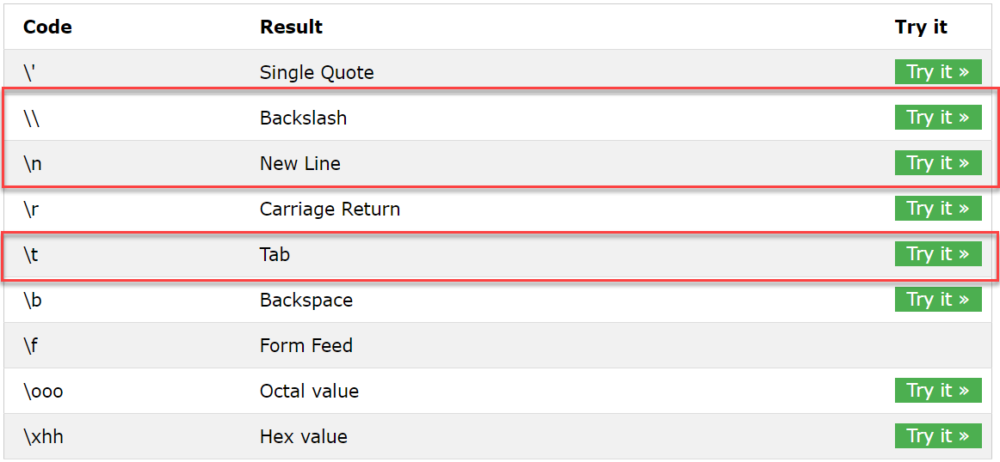 Code Result Try it
\' Single Quote Try it »
\\ Backslash Try it »
\n New Line Try it »
\r Carriage Return Try it »
\t Tab Try it »
\b Backspace Try it »
\f Form Feed
\ooo Octal value Try it »
\xhh Hex value Try it »